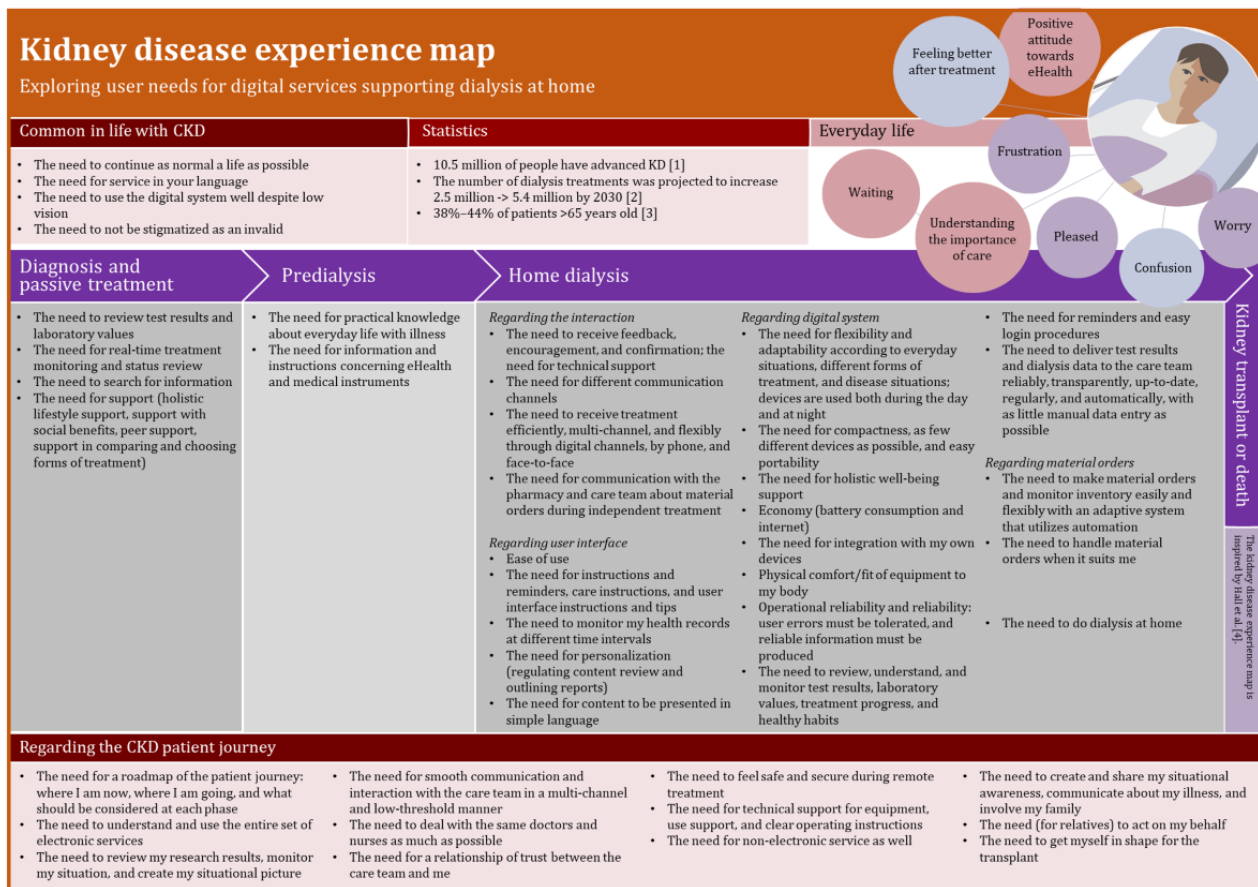 Kidney disease experience map
Exploring user needs for digital services supporting dialysis at home
Feeling better
after treatment
Positive
attitude
towards
eHealth
Common in life with CKD
• The need to continue as normal a life as possible
• The need for service in your language
• The need to use the digital system well despite low
vision
• The need to not be stigmatized as an invalid
Statistics
• 10.5 million of people have advanced KD [1]
• The number of dialysis treatments was projected to increase
2.5 million -> 5.4 million by 2030 [2]
• 38%–44% of patients >65 years old [3]
Everyday life
Frustration
Waiting
Understanding
the importance
of care
Pleased
Confusion
Worry
Diagnosis and
passive treatment
Predialysis
Home dialysis
Kidney transplant or death
• The need to review test results and
laboratory values
• The need for real-time treatment
monitoring and status review
• The need to search for information
• The need for support (holistic
lifestyle support, support with
social benefits, peer support,
support in comparing and choosing
forms of treatment)
• The need for practical knowledge
about everyday life with illness
• The need for information and
instructions concerning eHealth
and medical instruments
Regarding the interaction
• The need to receive feedback,
encouragement, and confirmation; the
need for technical support
• The need for different communication
channels
• The need to receive treatment
efficiently, multi-channel, and flexibly
through digital channels, by phone, and
face-to-face
• The need for communication with the
pharmacy and care team about material
orders during independent treatment
Regarding user interface
• Ease of use
• The need for instructions and
reminders, care instructions, and user
interface instructions and tips
• The need to monitor my health records
at different time intervals
• The need for personalization
(regulating content review and
outlining reports)
• The need for content to be presented in
simple language
Regarding digital system
• The need for flexibility and
adaptability according to everyday
situations, different forms of
treatment, and disease situations;
devices are used both during the day
and at night
• The need for compactness, as few
different devices as possible, and easy
portability
• The need for holistic well-being
support
• Economy (battery consumption and
internet)
• The need for integration with my own
devices
• Physical comfort/fit of equipment to
my body
• Operational reliability and reliability:
user errors must be tolerated, and
reliable information must be
produced
• The need to review, understand, and
monitor test results, laboratory
values, treatment progress, and
healthy habits
• The need for reminders and easy
login procedures
• The need to deliver test results
and dialysis data to the care team
reliably, transparently, up-to-date,
regularly, and automatically, with
as little manual data entry as
possible
Regarding material orders
• The need to make material orders
and monitor inventory easily and
flexibly with an adaptive system
that utilizes automation
• The need to handle material
orders when it suits me
• The need to do dialysis at home
The kidney disease experience map is
inspired by Hall et al. [4].
Regarding the CKD patient journey
• The need for a roadmap of the patient journey:
where I am now, where I am going, and what
should be considered at each phase
• The need to understand and use the entire set of
electronic services
• The need to review my research results, monitor
my situation, and create my situational picture
• The need for smooth communication and
interaction with the care team in a multi-channel
and low-threshold manner
• The need to deal with the same doctors and
nurses as much as possible
• The need for a relationship of trust between the
care team and me
• The need to feel safe and secure during remote
treatment
• The need for technical support for equipment,
use support, and clear operating instructions
• The need for non-electronic service as well
• The need to create and share my situational
awareness, communicate about my illness, and
involve my family
• The need (for relatives) to act on my behalf
• The need to get myself in shape for the
transplant